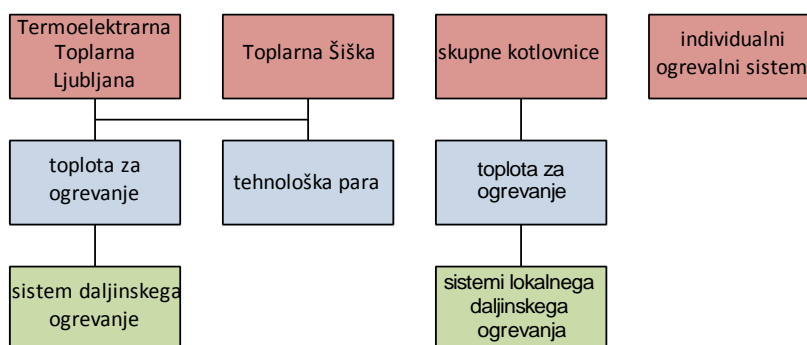 Termoelektrarna
Toplarna
Ljubljana
Toplarna Šiška
skupne kotlovnice
individualni
ogrevalni sistem
toplota za
ogrevanje
tehnološka para
toplota za
ogrevanje
sistem daljinskega
ogrevanje
sistemi lokalnega
daljinskega
ogrevanja